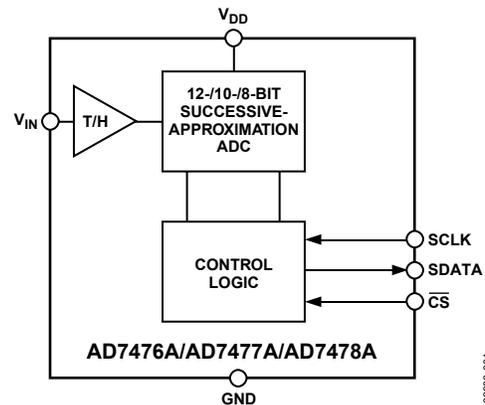 VDD
12-/10-/8-BIT
SUCCESSIVE-
APPROXIMATION
ADC
VIN
T/H
SCLK
SDATA
CS
CONTROL
LOGIC
AD7476A/AD7477A/AD7478A
GND